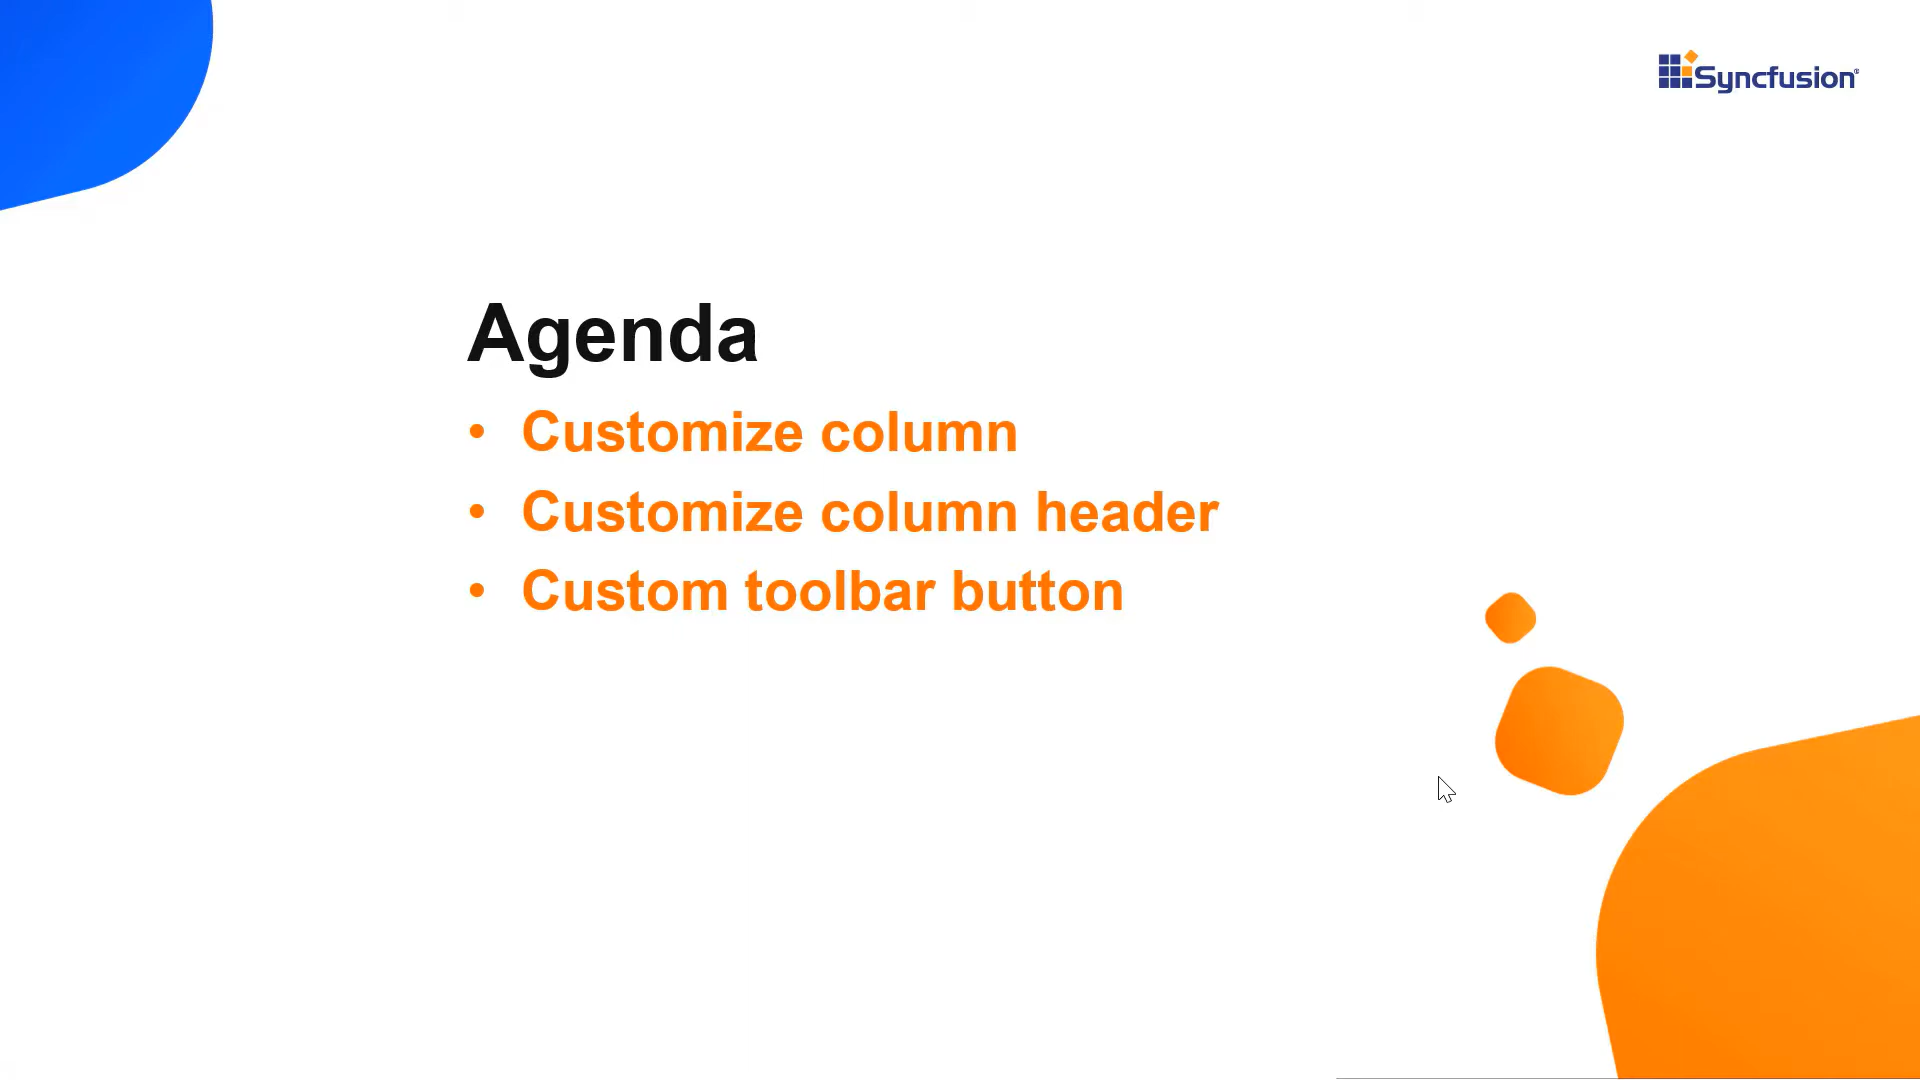 Syncfusion®
Agenda
• Customize column
• Customize column header
• Custom toolbar button